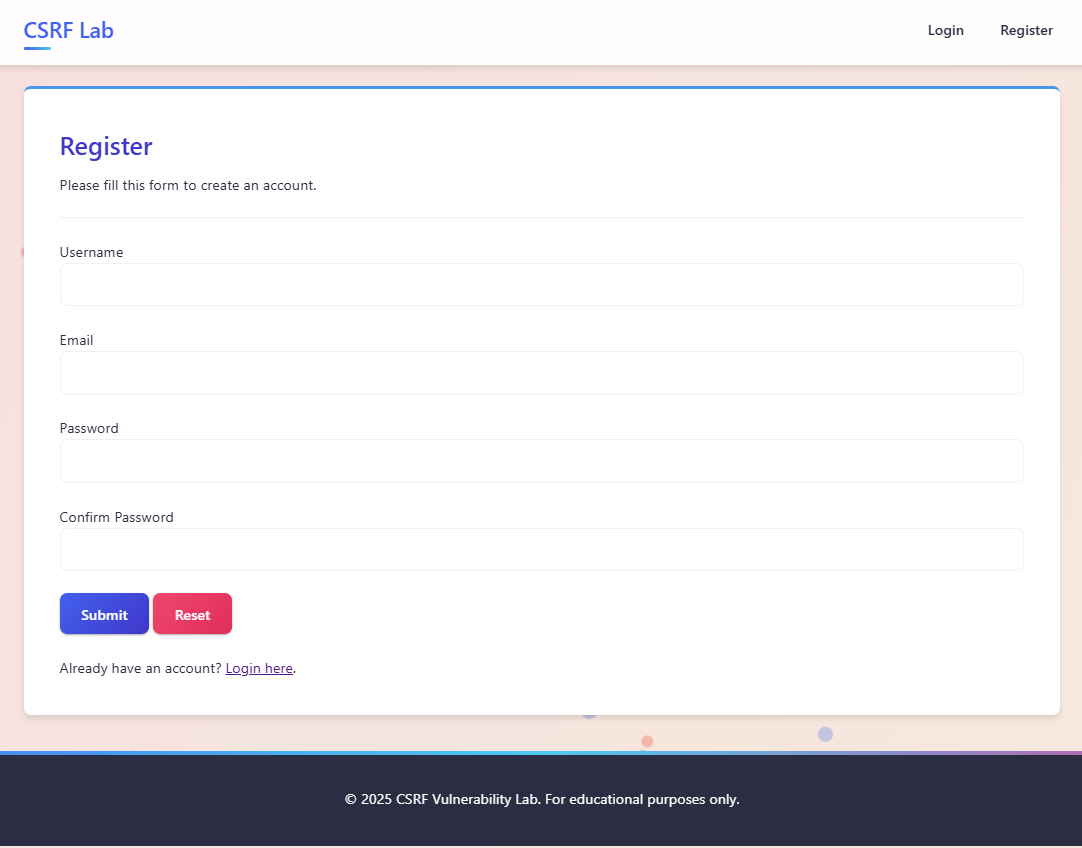 CSRF Lab
Login
Register
Register
Please fill this form to create an account.
Username
Email
Password
Confirm Password
Submit
Reset
Already have an account? Login here.
© 2025 CSRF Vulnerability Lab. For educational purposes only.